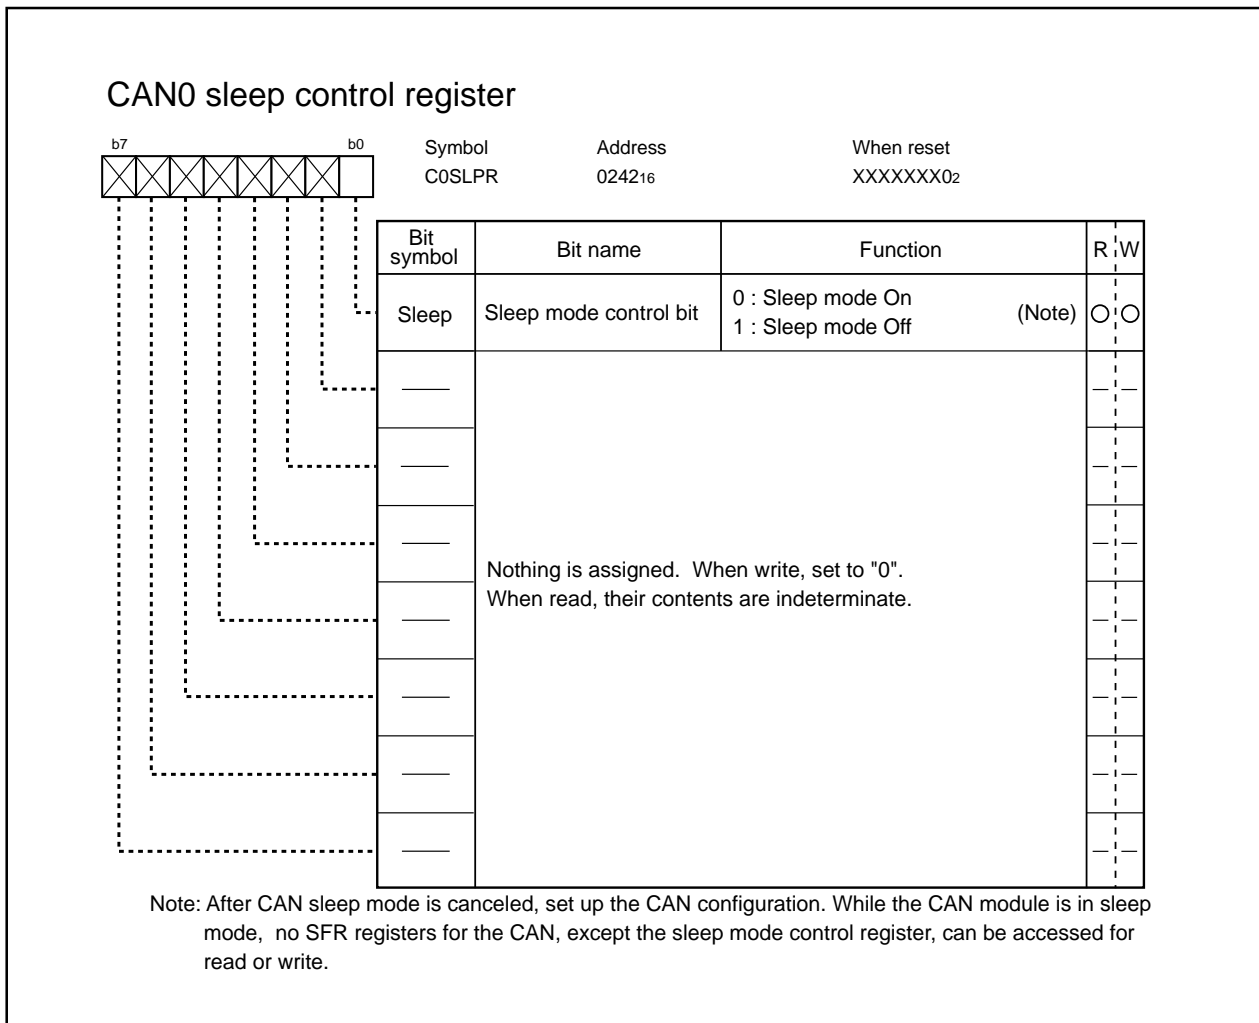 CAN0 sleep control register
b7 b0
Symbol Address When reset
C0SLPR 024216 XXXXXXX02
Bit symbol Bit name Function R W
Sleep Sleep mode control bit 0 : Sleep mode On (Note)
1 : Sleep mode Off
Nothing is assigned. When write, set to "0".
When read, their contents are indeterminate.
Note: After CAN sleep mode is canceled, set up the CAN configuration. While the CAN module is in sleep
mode, no SFR registers for the CAN, except the sleep mode control register, can be accessed for
read or write.